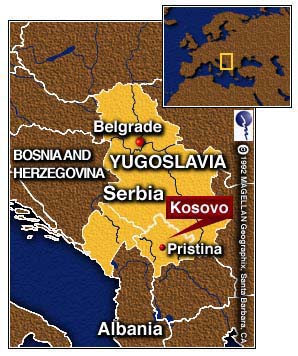 Belgrade
BOSNIA AND
HERZEGOVINA
YUGOSLAVIA
Serbia
Kosovo
Pristina
Albania
© 1992 MAGELLAN Geographix, Santa Barbara, CA